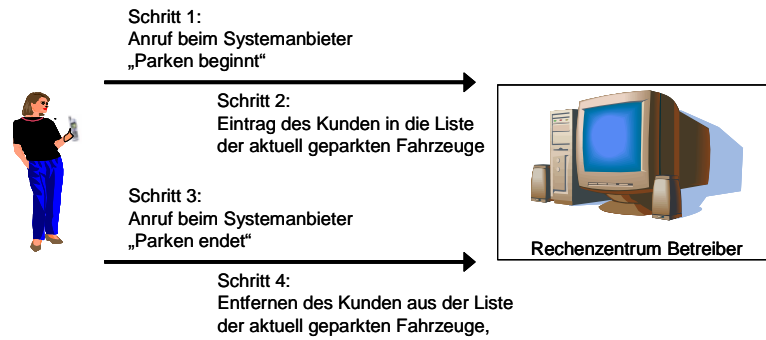 Schritt 1:
Anruf beim Systemanbieter
„Parken beginnt“
Schritt 2:
Eintrag des Kunden in die Liste
der aktuell geparkten Fahrzeuge
Schritt 3:
Anruf beim Systemanbieter
„Parken endet“
Schritt 4:
Entfernen des Kunden aus der Liste
der aktuell geparkten Fahrzeuge,
Rechenzentrum Betreiber